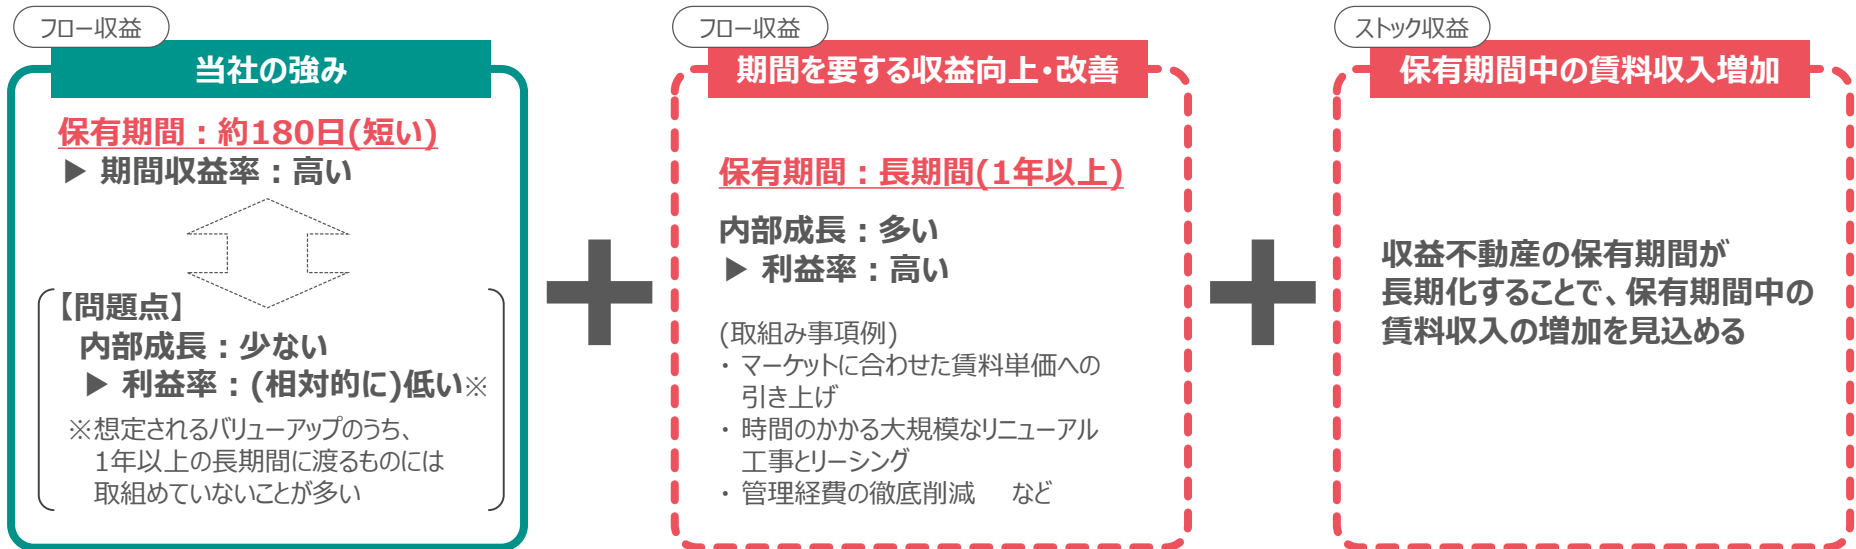 フロー収益
当社の強み
保有期間：約180日(短い)
▶ 期間収益率：高い
【問題点】
内部成長：少ない
▶ 利益率：(相対的に)低い※
※想定されるバリューアップのうち、
1年以上の長期間に渡るものには
取組めていないことが多い
フロー収益
期間を要する収益向上・改善
保有期間：長期間(1年以上)
内部成長：多い
▶ 利益率：高い
(取組み事項例)
・ マーケットに合わせた賃料単価への
引き上げ
・ 時間のかかる大規模なリニューアル
工事とリーシング
・ 管理経費の徹底削減　など
ストック収益
保有期間中の賃料収入増加
収益不動産の保有期間が
長期化することで、保有期間中の
賃料収入の増加を見込める